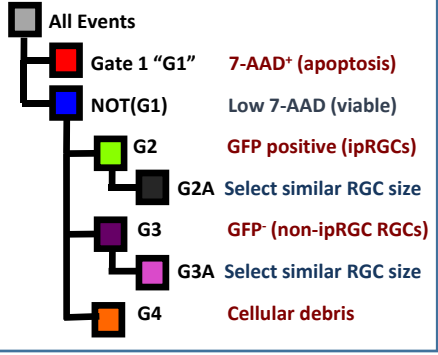 All Events
Gate 1 “G1” 7-AAD⁺ (apoptosis)
NOT(G1) Low 7-AAD (viable)
G2 GFP positive (ipRGCs)
G2A Select similar RGC size
G3 GFP⁻ (non-ipRGC RGCs)
G3A Select similar RGC size
G4 Cellular debris